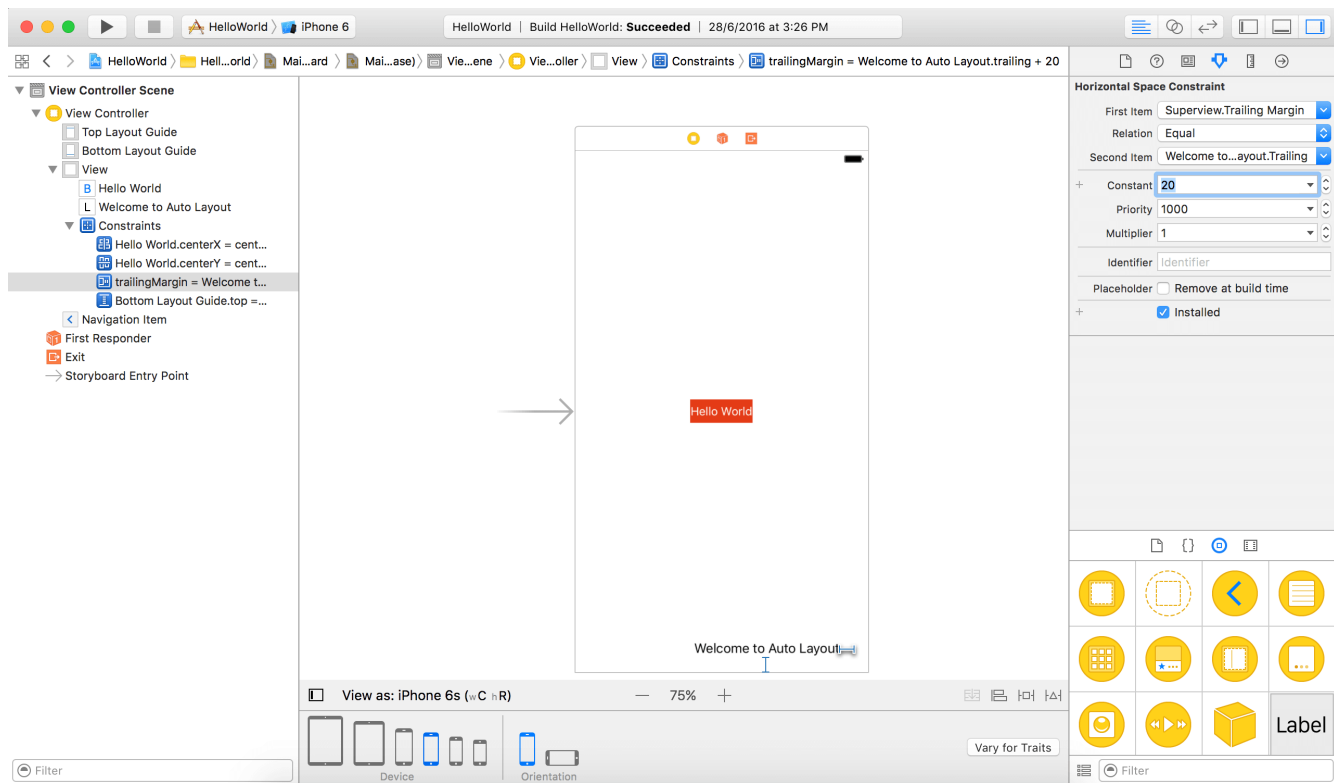 HelloWorld 〉 iPhone 6
HelloWorld | Build HelloWorld: Succeeded | 28/6/2016 at 3:26 PM
HelloWorld 〉 Hell...orld 〉 Mai...ard 〉 Mai...ase) 〉 Vie...ene 〉 Vie...oller 〉 View 〉 Constraints 〉 trailingMargin = Welcome to Auto Layout.trailing + 20
View Controller Scene
View Controller
Top Layout Guide
Bottom Layout Guide
View
B Hello World
L Welcome to Auto Layout
Constraints
Hello World.centerX = cent...
Hello World.centerY = cent...
trailingMargin = Welcome t...
Bottom Layout Guide.top =...
Navigation Item
First Responder
Exit
Storyboard Entry Point
Filter
Hello World
Welcome to Auto Layout
View as: iPhone 6s (wC hR)
— 75% +
Device
Orientation
Vary for Traits
Horizontal Space Constraint
First Item Superview.Trailing Margin
Relation Equal
Second Item Welcome to...ayout.Trailing
+ Constant 20
Priority 1000
Multiplier 1
Identifier Identifier
Placeholder Remove at build time
+ Installed
{}
Label
Filter